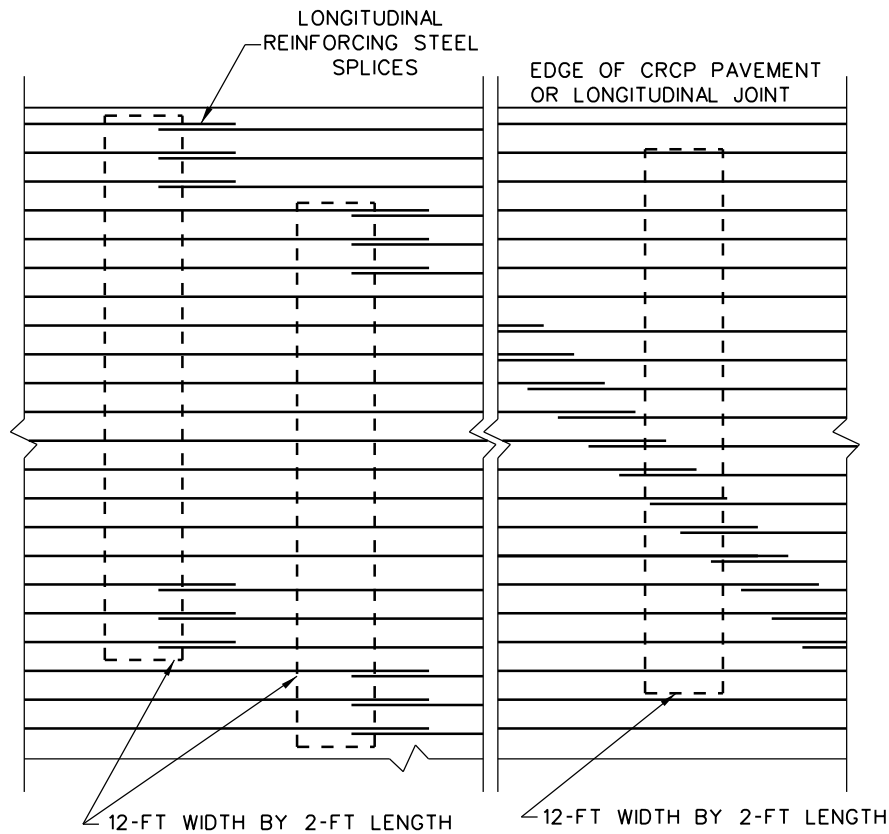 LONGITUDINAL
REINFORCING STEEL
SPLICES
EDGE OF CRCP PAVEMENT
OR LONGITUDINAL JOINT
12-FT WIDTH BY 2-FT LENGTH
12-FT WIDTH BY 2-FT LENGTH